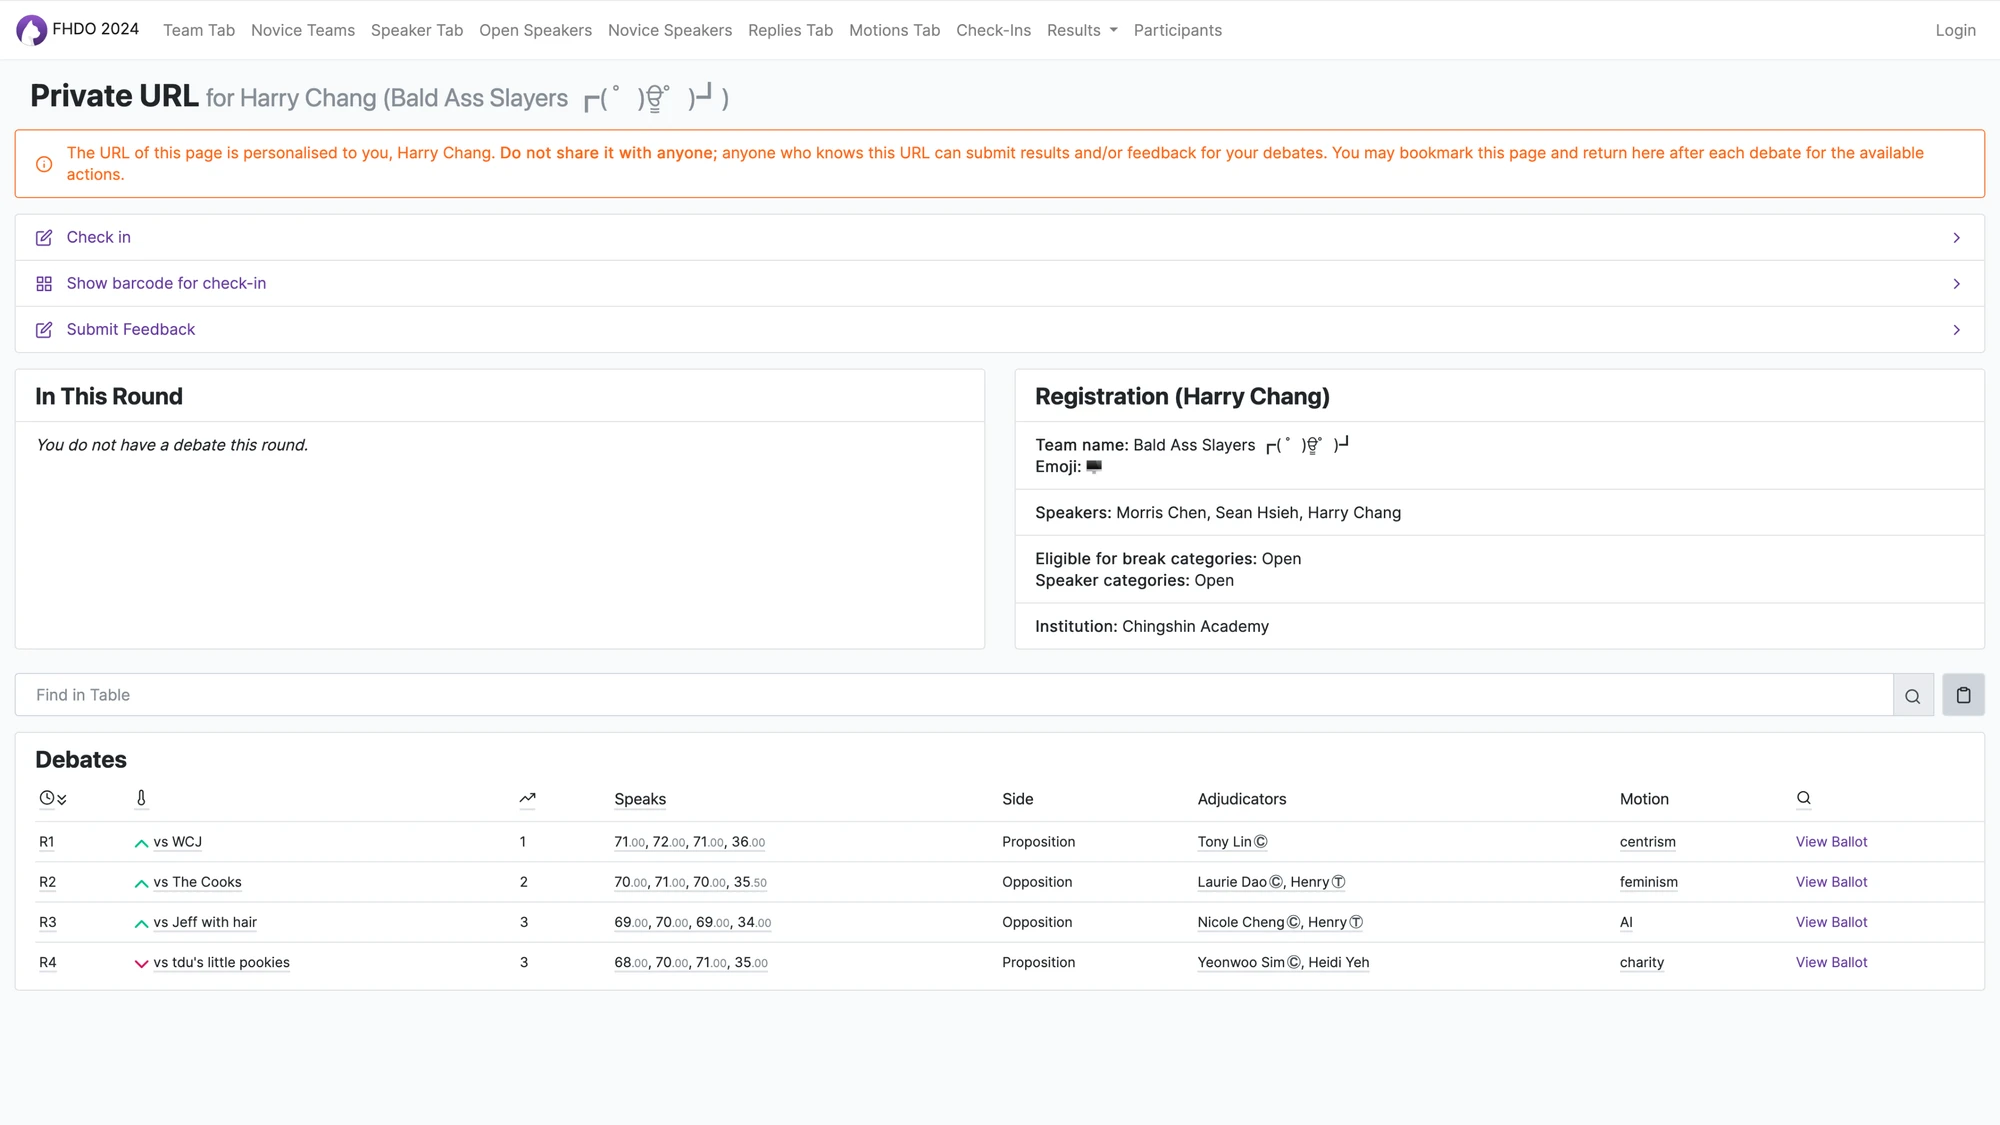 FHDO 2024 Team Tab Novice Teams Speaker Tab Open Speakers Novice Speakers Replies Tab Motions Tab Check-Ins Results Participants Login
Private URL for Harry Chang (Bald Ass Slayers ┌(˚ )ੴ˚ )┘ )
The URL of this page is personalised to you, Harry Chang. Do not share it with anyone; anyone who knows this URL can submit results and/or feedback for your debates. You may bookmark this page and return here after each debate for the available
actions.
Check in
Show barcode for check-in
Submit Feedback
In This Round
You do not have a debate this round.
Registration (Harry Chang)
Team name: Bald Ass Slayers ┌(˚ )ੴ˚ )┘
Emoji: 🖥️
Speakers: Morris Chen, Sean Hsieh, Harry Chang
Eligible for break categories: Open
Speaker categories: Open
Institution: Chingshin Academy
Find in Table
Debates
Speaks Side Adjudicators Motion
R1 vs WCJ 1 71.00, 72.00, 71.00, 36.00 Proposition Tony LinⒸ centrism View Ballot
R2 vs The Cooks 2 70.00, 71.00, 70.00, 35.50 Opposition Laurie DaoⒸ, HenryⓉ feminism View Ballot
R3 vs Jeff with hair 3 69.00, 70.00, 69.00, 34.00 Opposition Nicole ChengⒸ, HenryⓉ AI View Ballot
R4 vs tdu's little pookies 3 68.00, 70.00, 71.00, 35.00 Proposition Yeonwoo SimⒸ, Heidi Yeh charity View Ballot